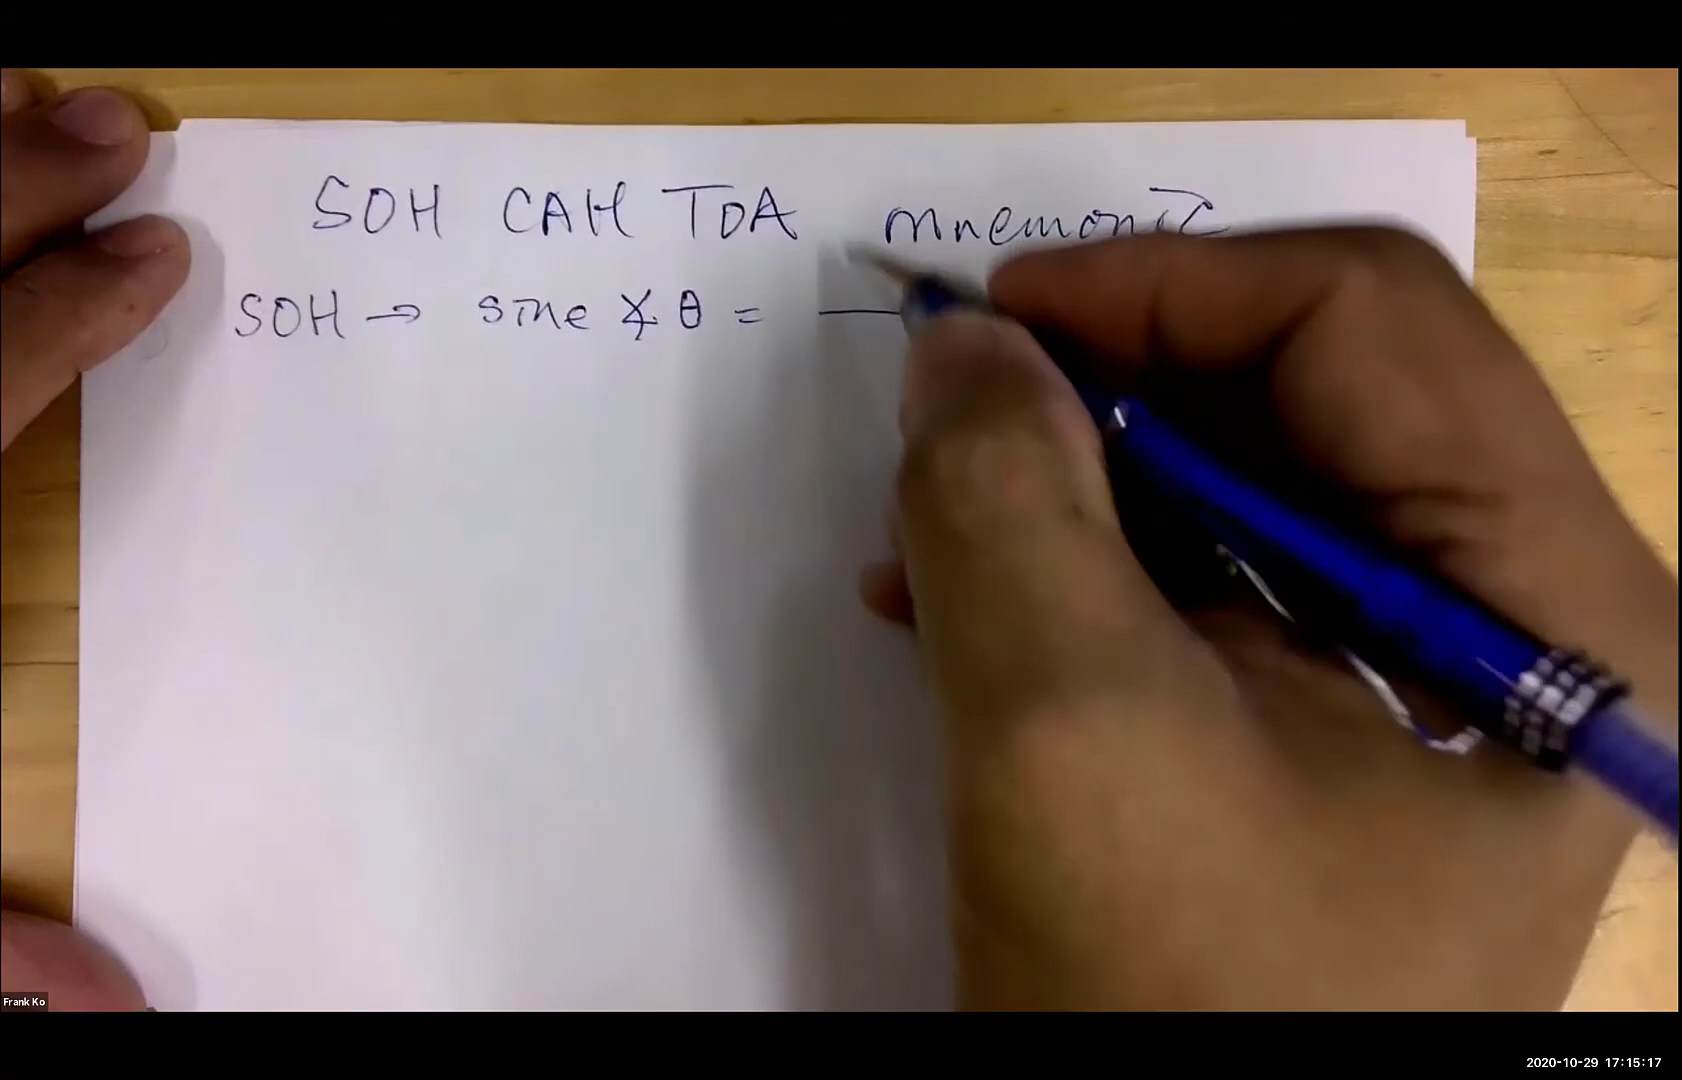 SOH CAH TOA mnemonic
SOH → sine ∡ θ =
Frank Ko
2020-10-29 17:15:17